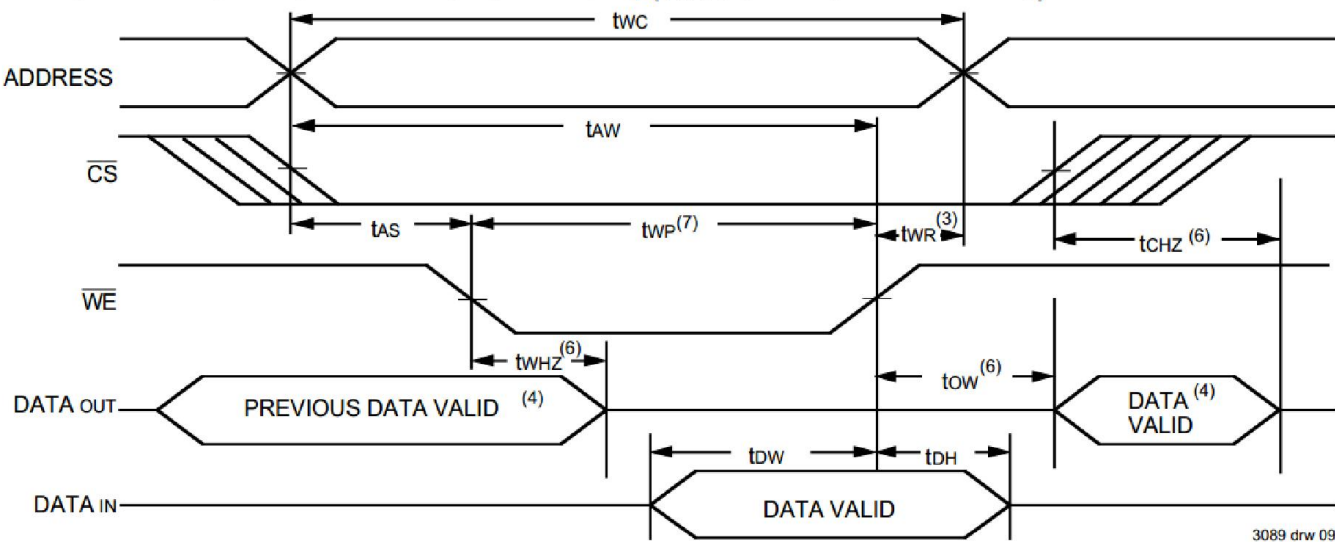 tWC
ADDRESS
tAW
CS
tAS
tWP(7)
tWR(3)
tCHZ (6)
WE
tWHZ(6)
tOW(6)
DATA OUT
PREVIOUS DATA VALID (4)
DATA (4)
VALID
tDW
tDH
DATA IN
DATA VALID
3089 drw 09